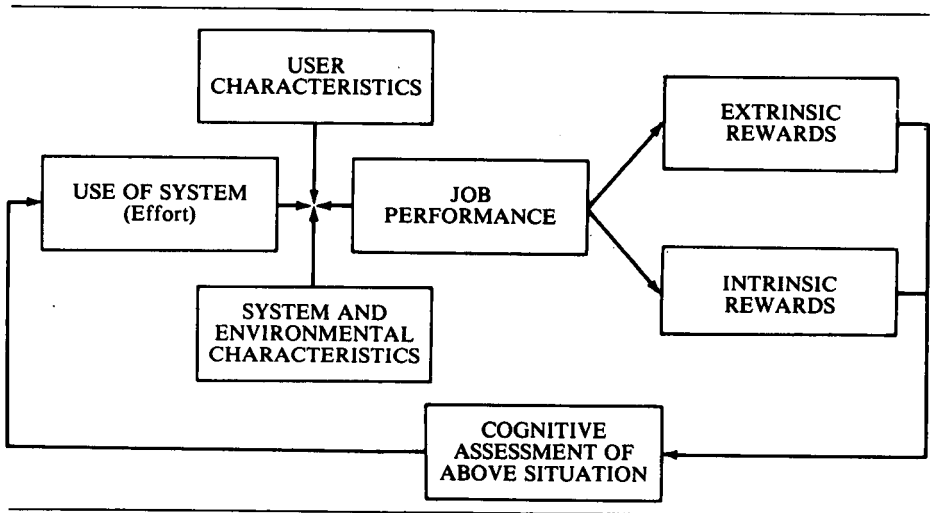 USER
CHARACTERISTICS
EXTRINSIC
REWARDS
USE OF SYSTEM
(Effort)
JOB
PERFORMANCE
INTRINSIC
REWARDS
SYSTEM AND
ENVIRONMENTAL
CHARACTERISTICS
COGNITIVE
ASSESSMENT OF
ABOVE SITUATION